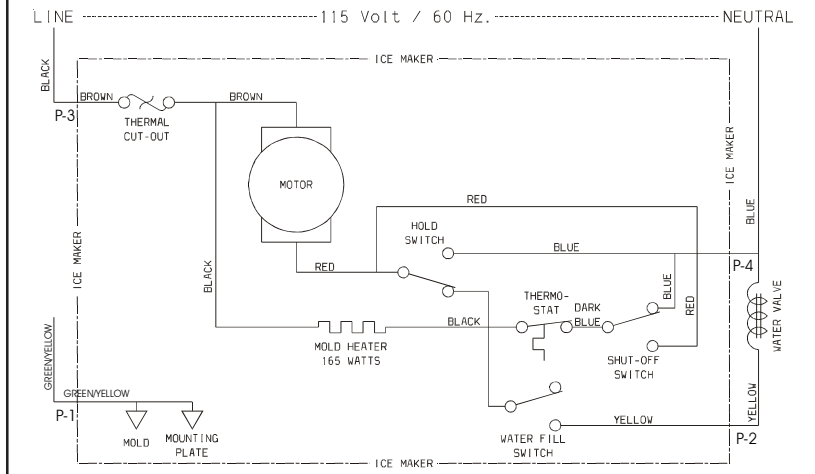 LINE 115 Volt / 60 Hz. NEUTRAL
ICE MAKER
BLACK
BROWN
BROWN
P-3
THERMAL
CUT-OUT
ICE MAKER
MOTOR
RED
BLUE
HOLD
SWITCH
BLUE
P-4
ICE MAKER
BLACK
RED
BLUE
RED
THERMO-
STAT
DARK
BLUE
BLACK
WATER VALVE
MOLD HEATER
165 WATTS
SHUT-OFF
SWITCH
GREEN/YELLOW
GREEN/YELLOW
P-1
YELLOW
YELLOW
P-2
MOLD
MOUNTING
PLATE
WATER FILL
SWITCH
ICE MAKER